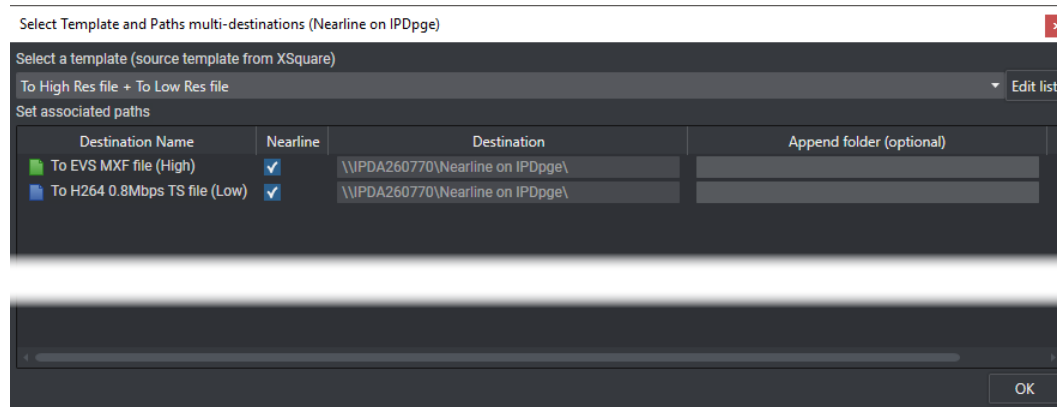 Select Template and Paths multi-destinations (Nearline on IPDpge)
Select a template (source template from XSquare)
To High Res file + To Low Res file
Edit list
Set associated paths
Destination Name Nearline Destination Append folder (optional)
To EVS MXF file (High) \\IPDA260770\Nearline on IPDpge\
To H264 0.8Mbps TS file (Low) \\IPDA260770\Nearline on IPDpge\
OK